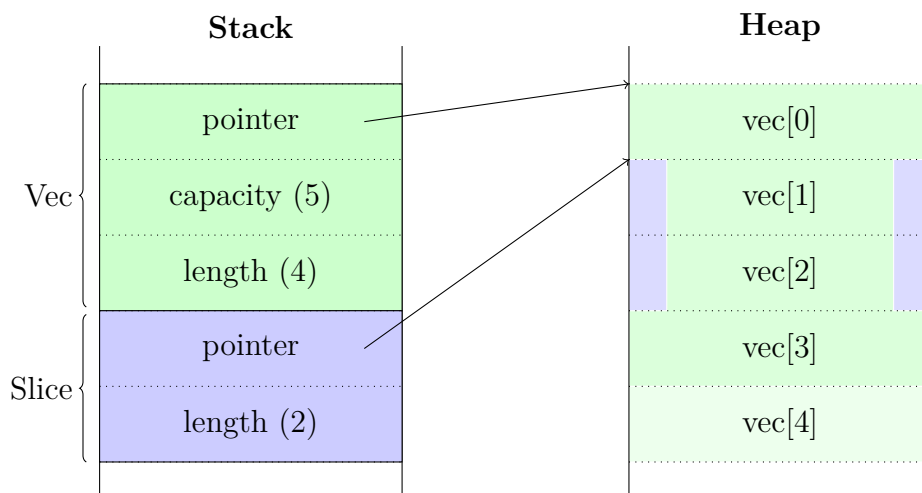 Stack
Heap
Vec
pointer
capacity (5)
length (4)
Slice
pointer
length (2)
vec[0]
vec[1]
vec[2]
vec[3]
vec[4]